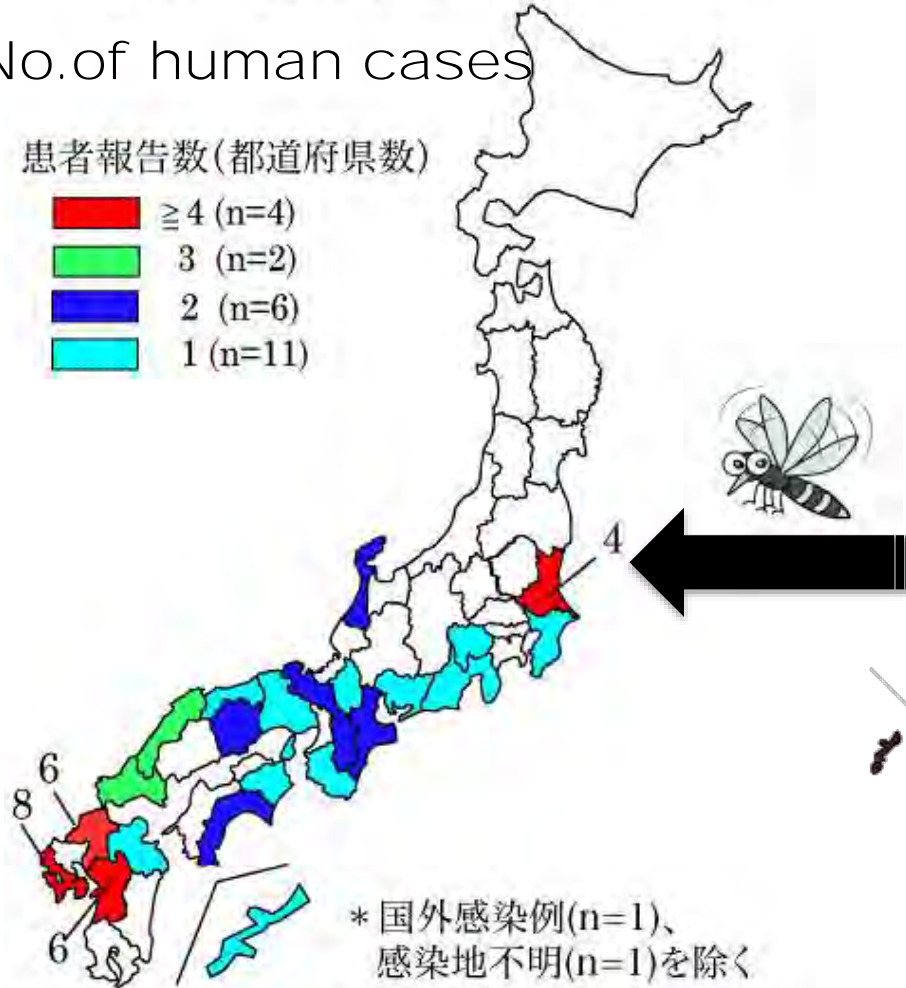 No.of human cases
患者報告数(都道府県数)
≧4 (n=4)
3 (n=2)
2 (n=6)
1 (n=11)
4
6
8
6
＊国外感染例(n=1)、
感染地不明(n=1)を除く